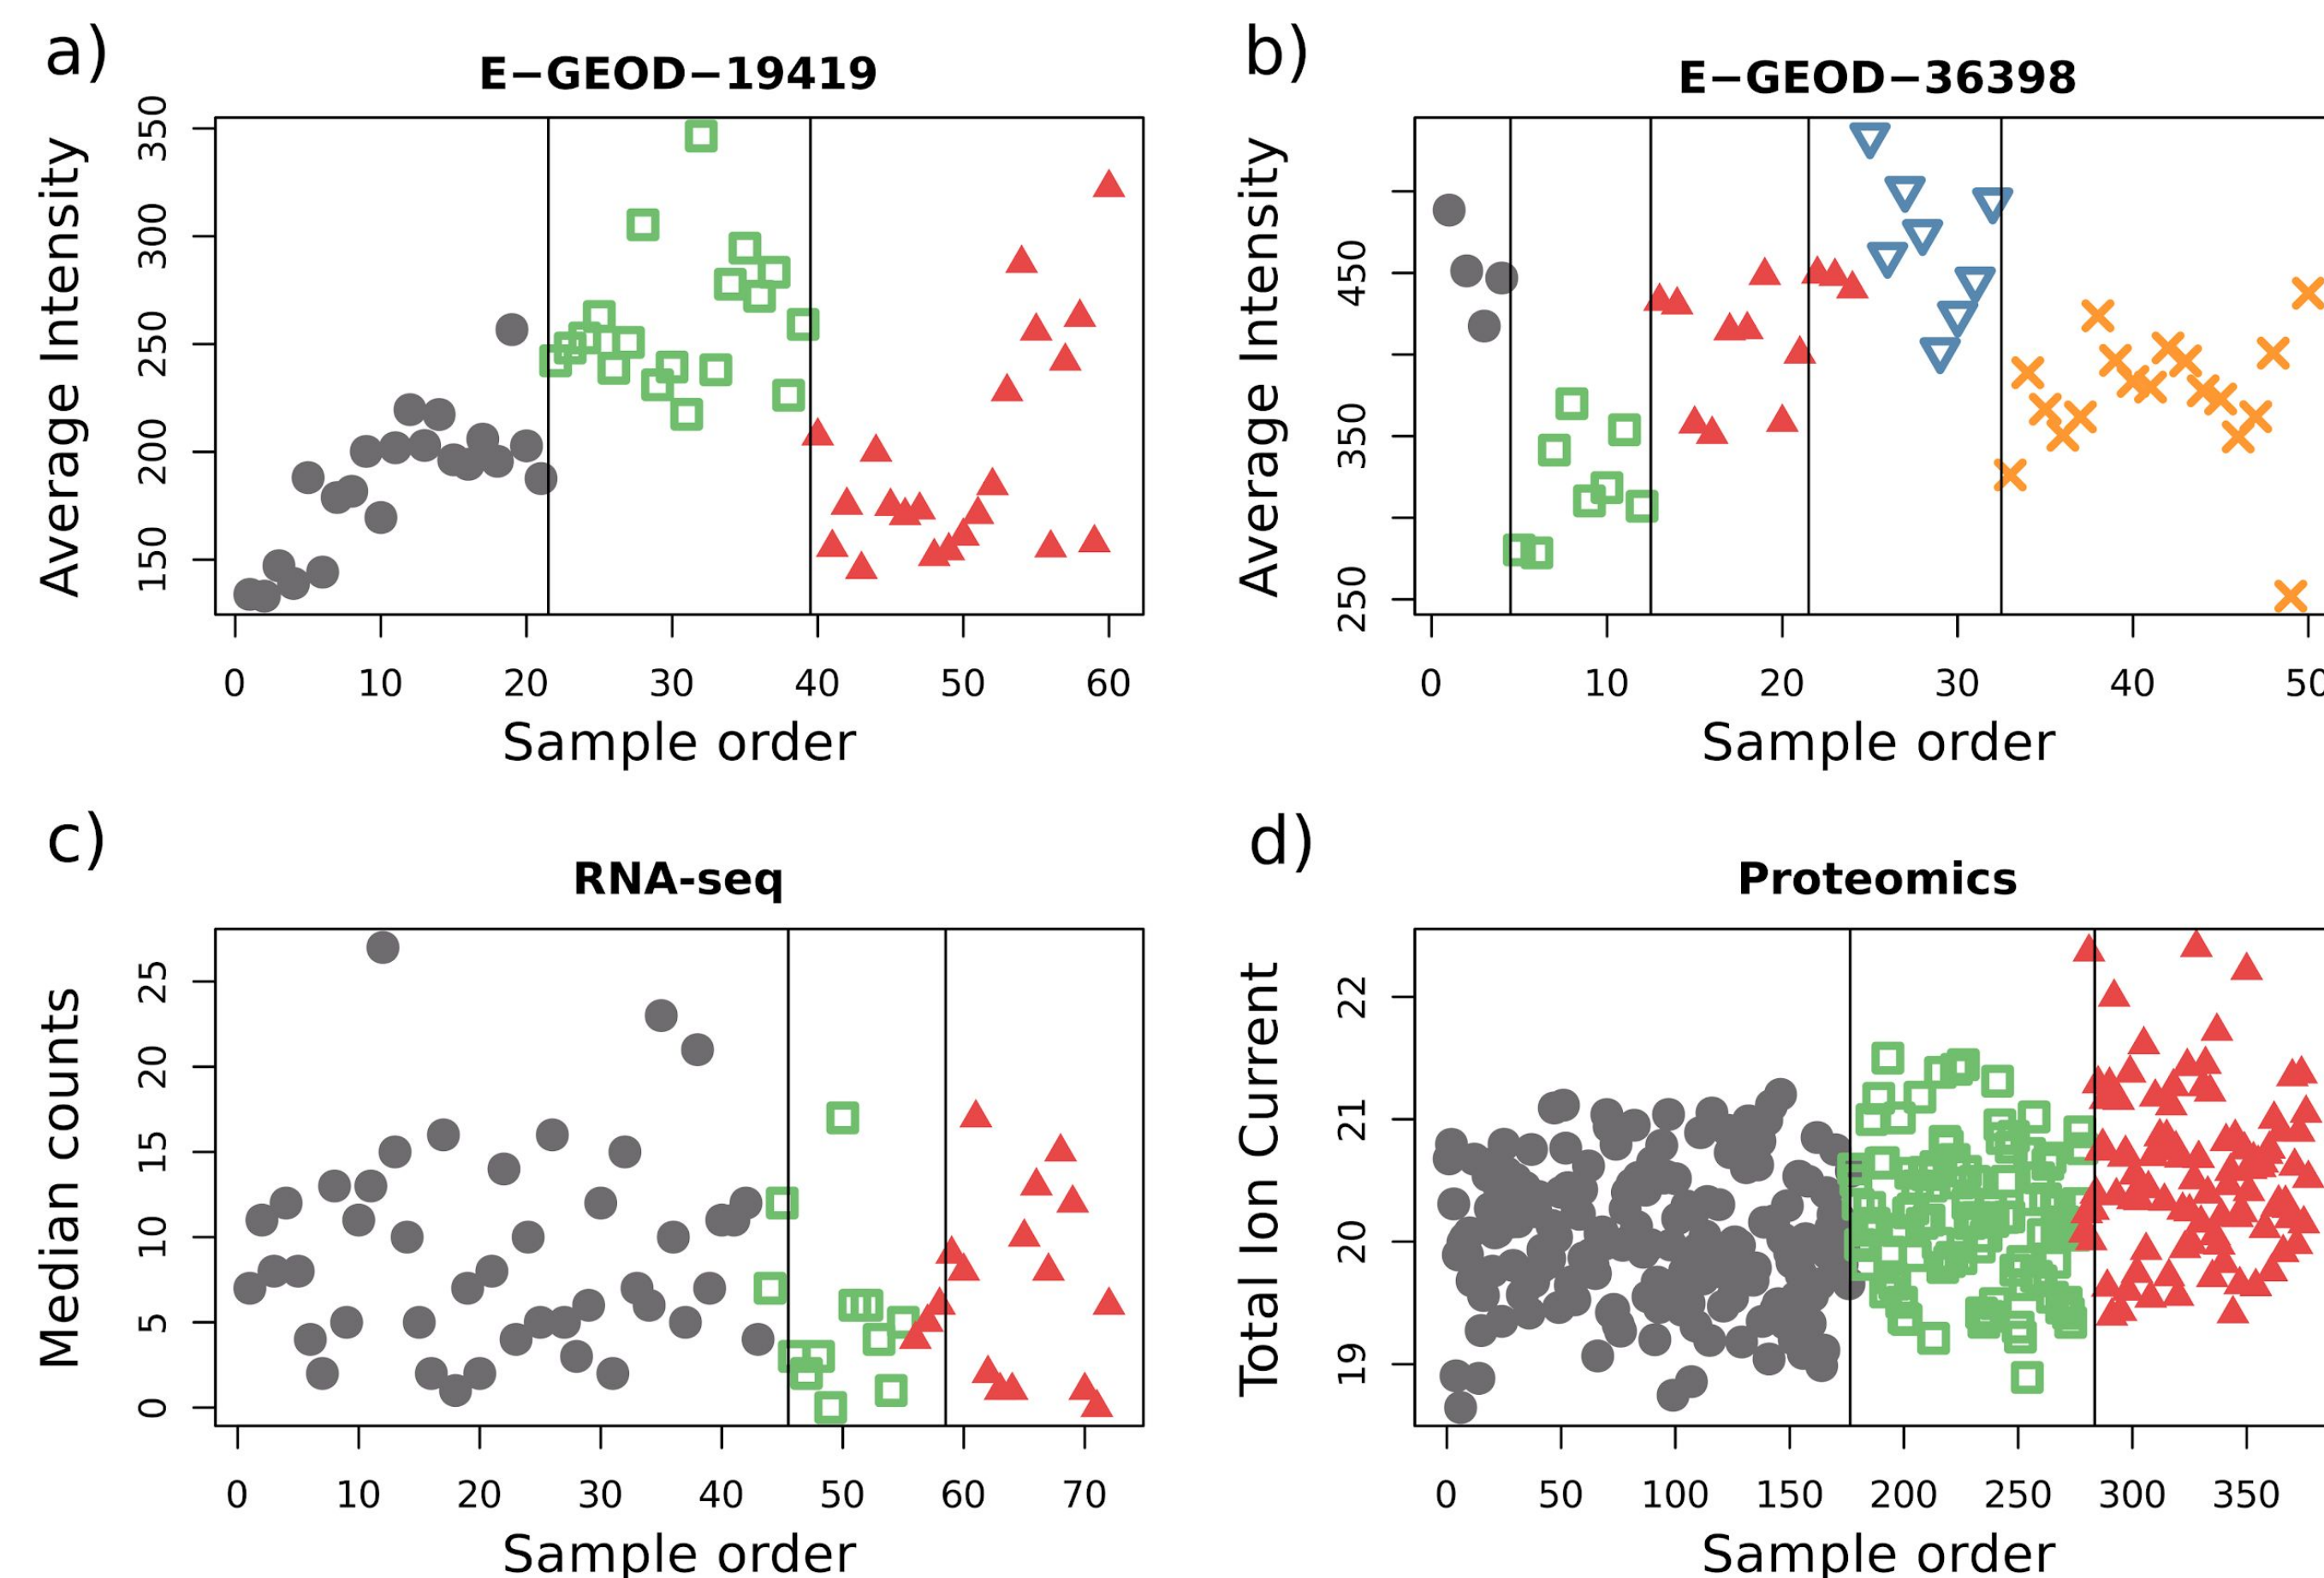 a)
E−GEOD−19419
Average Intensity
350
300
250
200
150
0 10 20 30 40 50 60
Sample order
b)
E−GEOD−36398
Average Intensity
450
350
250
0 10 20 30 40 50
Sample order
c)
RNA-seq
Median counts
25
20
15
10
5
0
0 10 20 30 40 50 60 70
Sample order
d)
Proteomics
Total Ion Current
22
21
20
19
0 50 100 150 200 250 300 350
Sample order